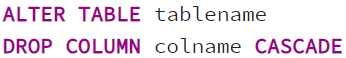 ALTER TABLE tablename
DROP COLUMN colname CASCADE